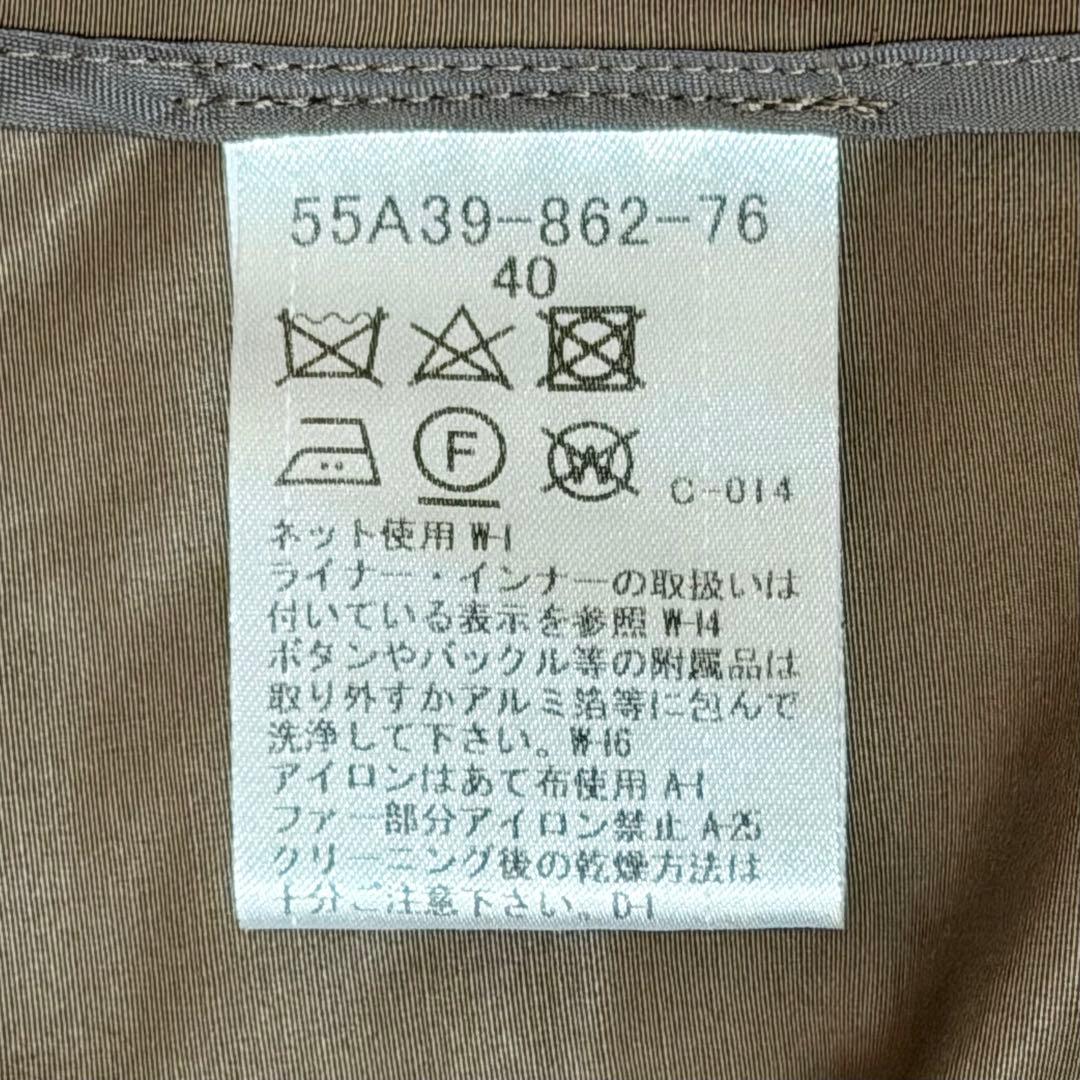 55A39-862-76
40
F
W
C-014
ネット使用 W-1
ライナー・インナーの取扱いは
付いている表示を参照 W-14
ボタンやバックル等の附属品は
取り外すかアルミ箔等に包んで
洗浄して下さい。W-16
アイロンはあて布使用 A-1
ファー部分アイロン禁止 A-25
クリーニング後の乾燥方法は
十分ご注意下さい。D-1